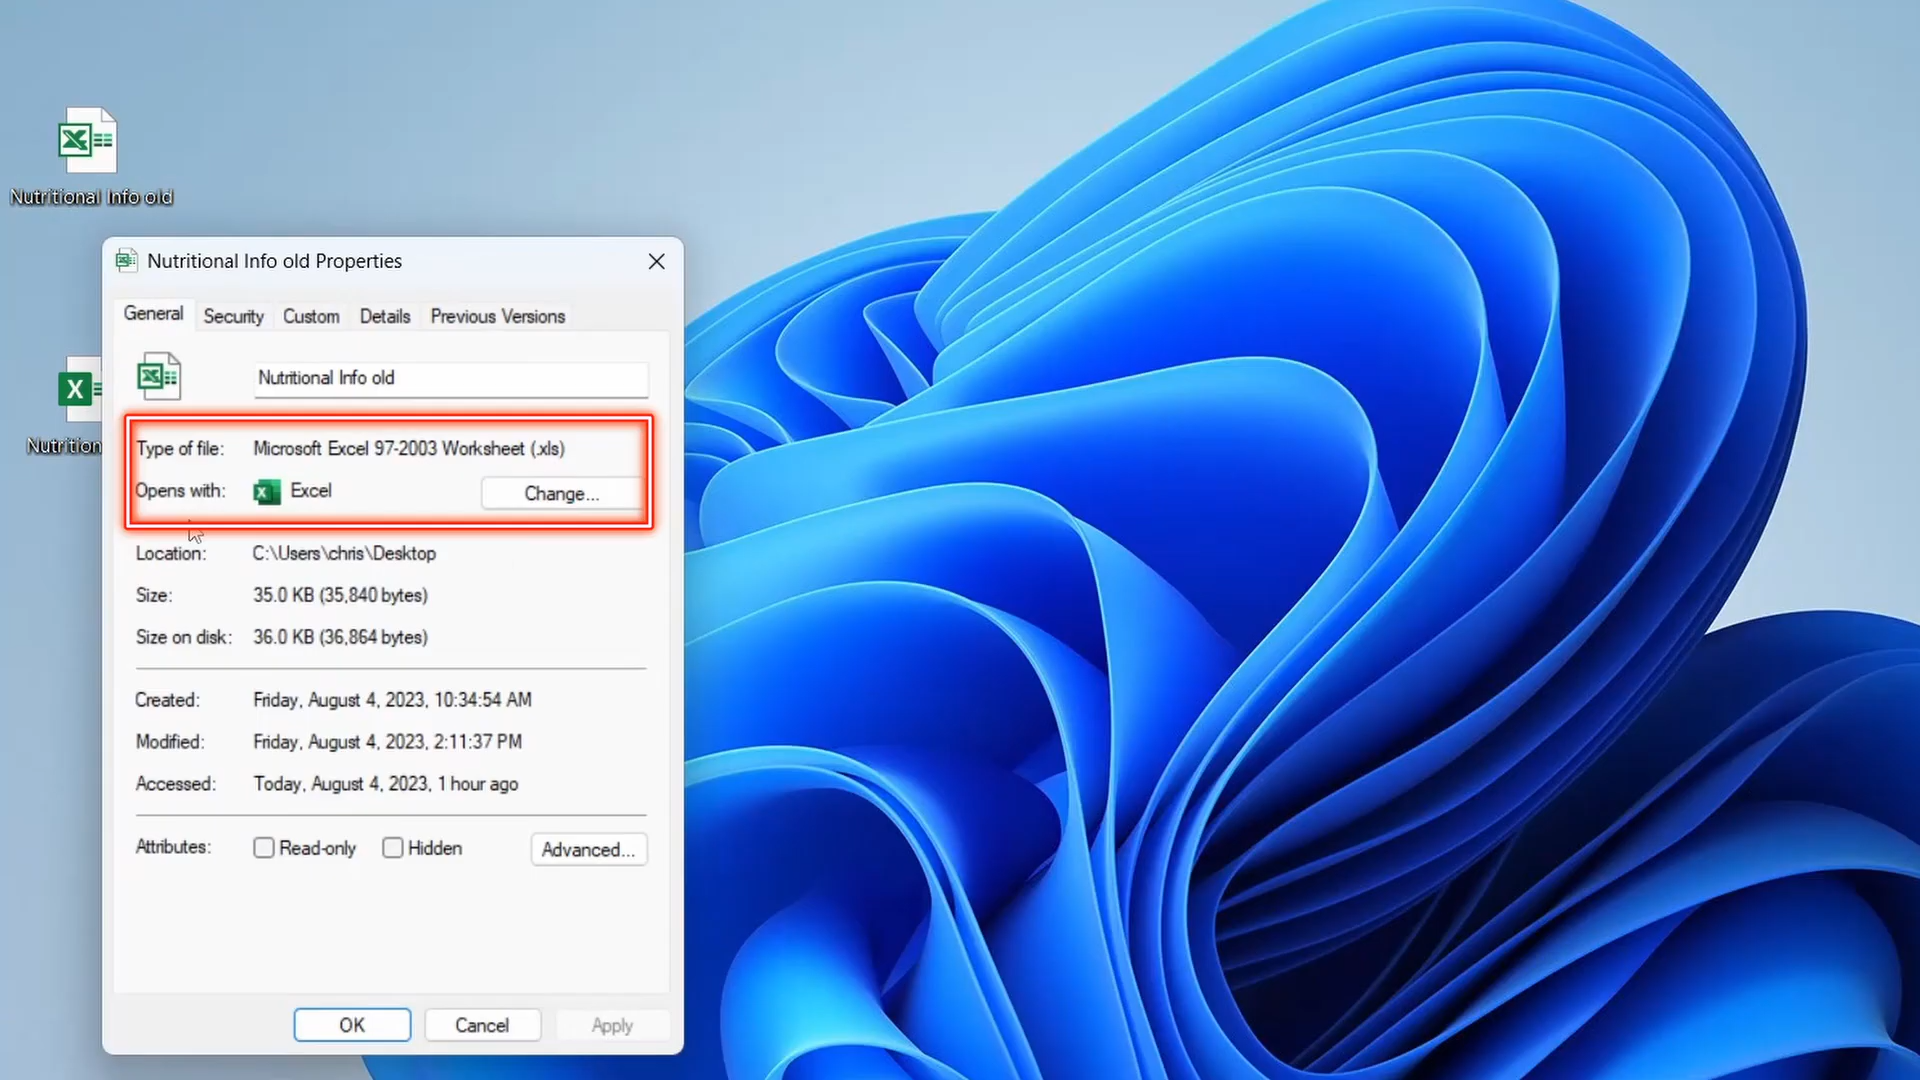 Nutritional Info old
Nutritional Info old Properties
General Security Custom Details Previous Versions
Nutritional Info old
Type of file: Microsoft Excel 97-2003 Worksheet (.xls)
Opens with: Excel Change...
Location: C:\Users\chris\Desktop
Size: 35.0 KB (35,840 bytes)
Size on disk: 36.0 KB (36,864 bytes)
Created: Friday, August 4, 2023, 10:34:54 AM
Modified: Friday, August 4, 2023, 2:11:37 PM
Accessed: Today, August 4, 2023, 1 hour ago
Attributes: Read-only Hidden Advanced...
OK Cancel Apply
Nutrition